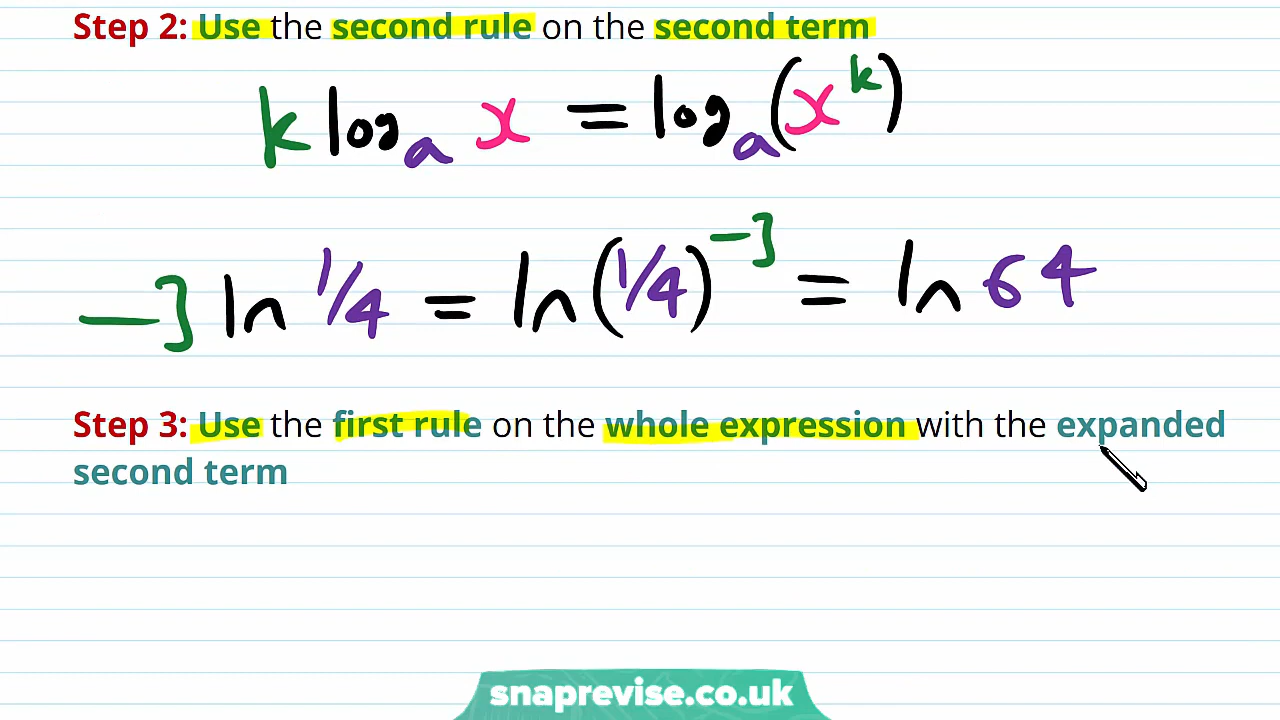 Step 2: Use the second rule on the second term
k logₐ x = logₐ(xᵏ)
−3 ln 1/4 = ln(1/4)⁻³ = ln 64
Step 3: Use the first rule on the whole expression with the expanded
second term
snaprevise.co.uk